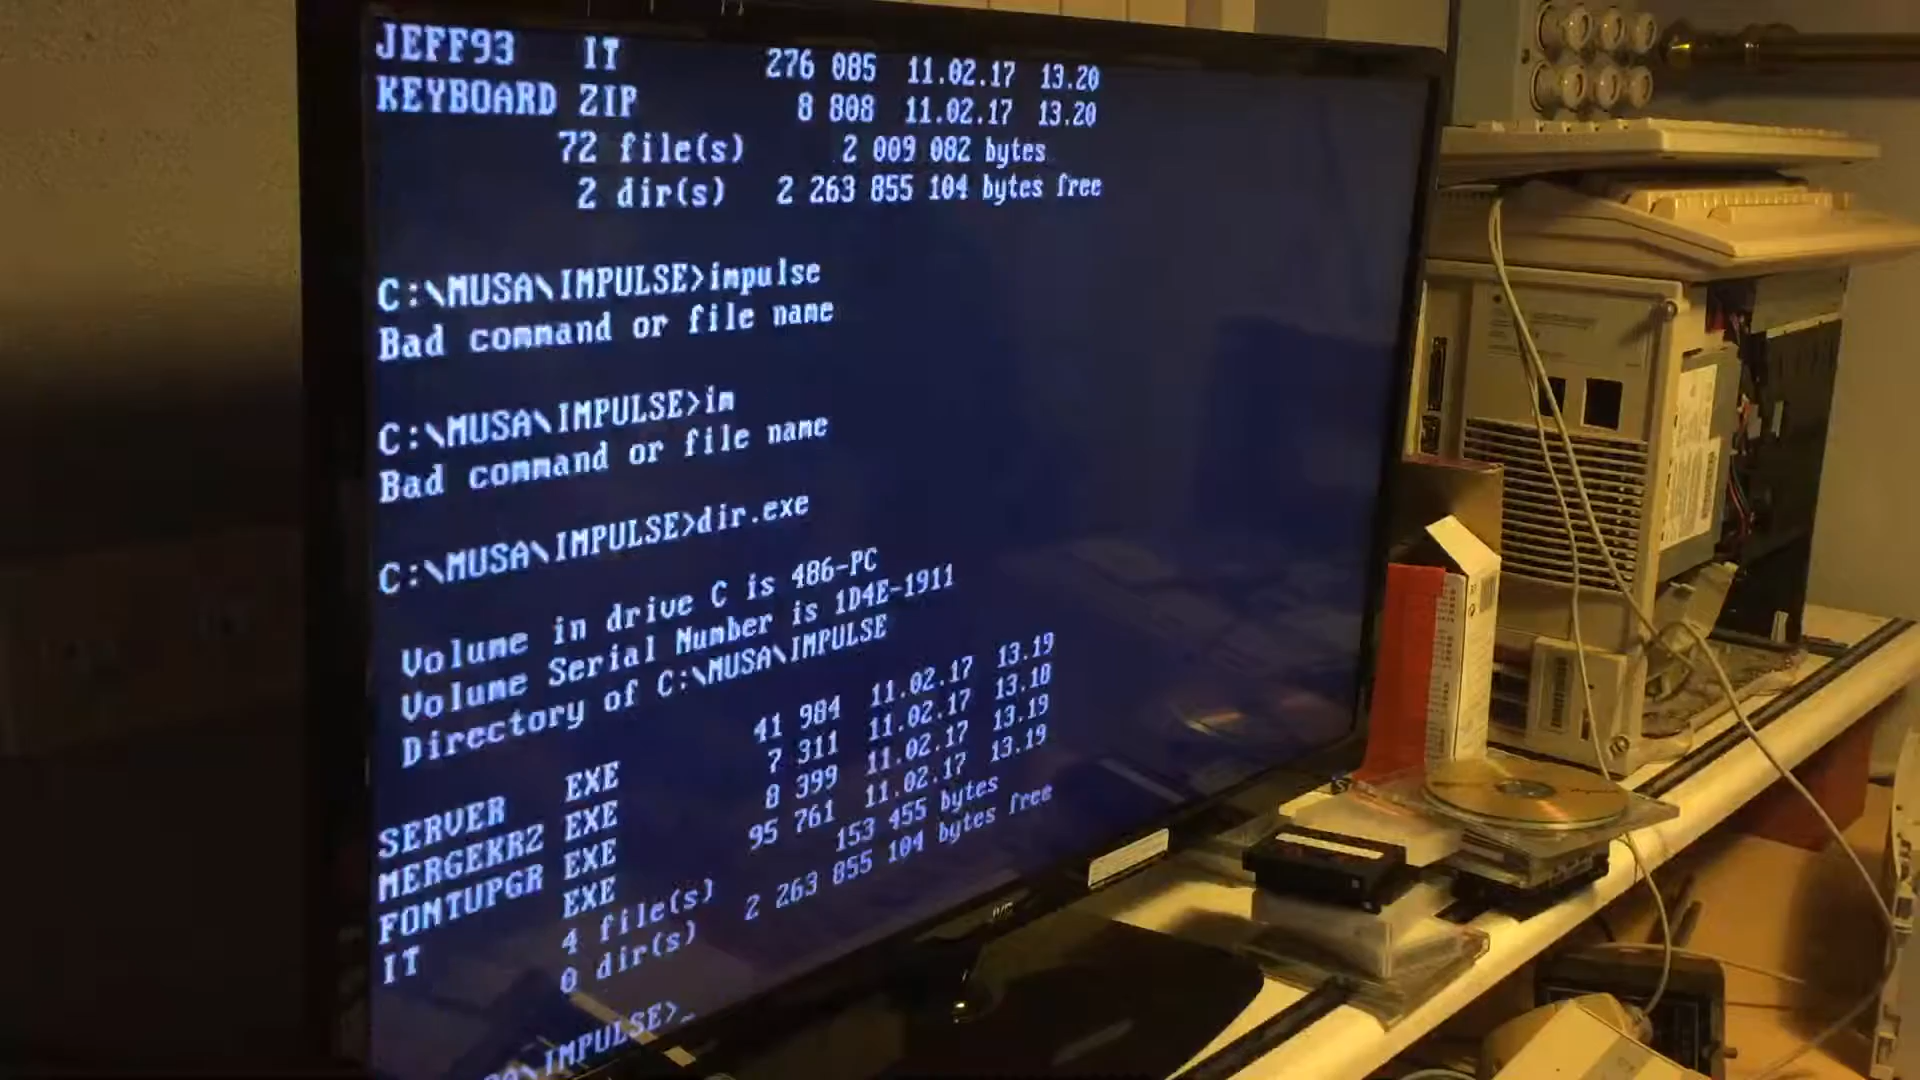 JEFF93 IT 276 085 11.02.17 13.20
KEYBOARD ZIP 8 808 11.02.17 13.20
72 file(s) 2 009 082 bytes
2 dir(s) 2 263 855 104 bytes free
C:\MUSA\IMPULSE>impulse
Bad command or file name
C:\MUSA\IMPULSE>im
Bad command or file name
C:\MUSA\IMPULSE>dir.exe
Volume in drive C is 486-PC
Volume Serial Number is 1D4E-1911
Directory of C:\MUSA\IMPULSE
SERVER EXE 41 984 11.02.17 13.19
MERGEKRZ EXE 7 311 11.02.17 13.18
FONTUPGR EXE 8 399 11.02.17 13.19
IT EXE 95 761 11.02.17 13.19
4 file(s) 153 455 bytes
0 dir(s) 2 263 855 104 bytes free
\IMPULSE>_